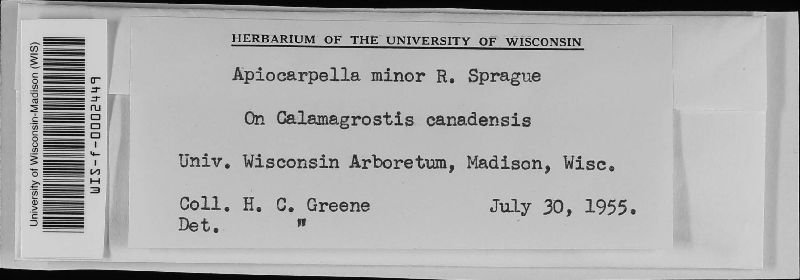 University of Wisconsin-Madison (WIS)
WIS-f-0002449
HERBARIUM OF THE UNIVERSITY OF WISCONSIN
Apiocarpella minor R. Sprague
On Calamagrostis canadensis
Univ. Wisconsin Arboretum, Madison, Wisc.
Coll. H. C. Greene July 30, 1955.
Det. "